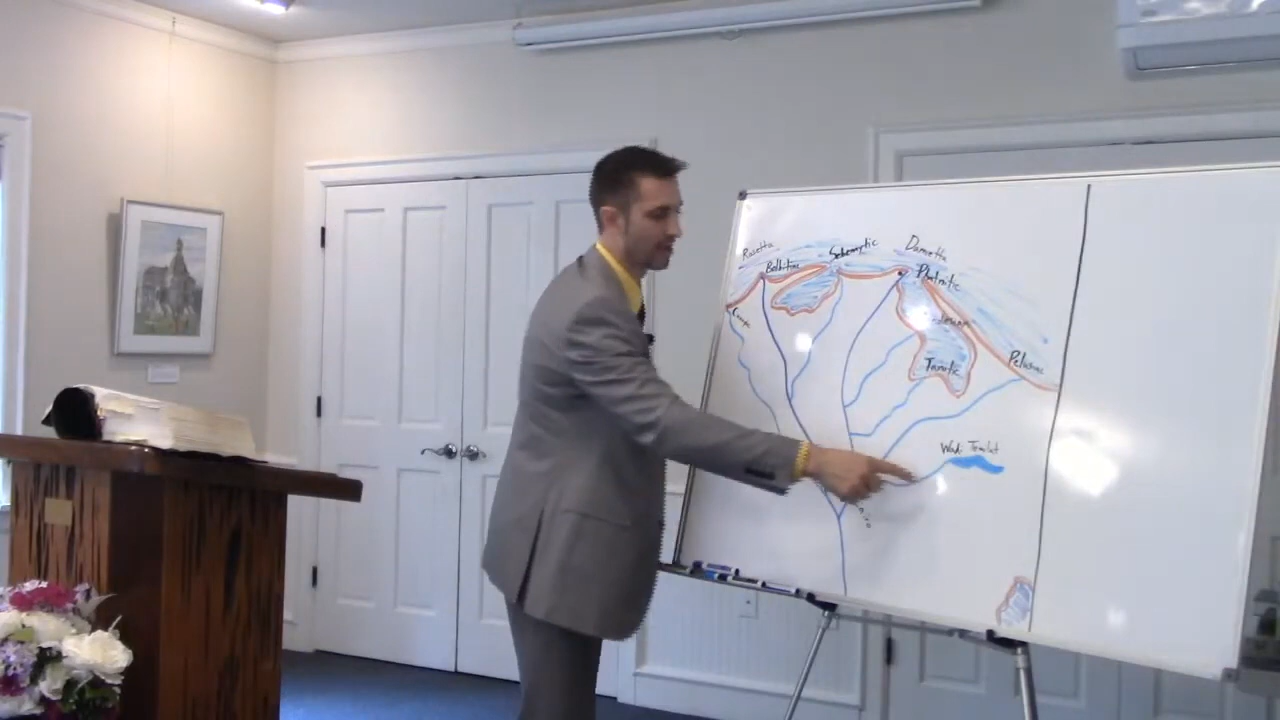 Rosetta
Bolbitine
Sebennytic
Damietta
Phatnitic
Tanitic
Pelusiac
Wadi Tumilat